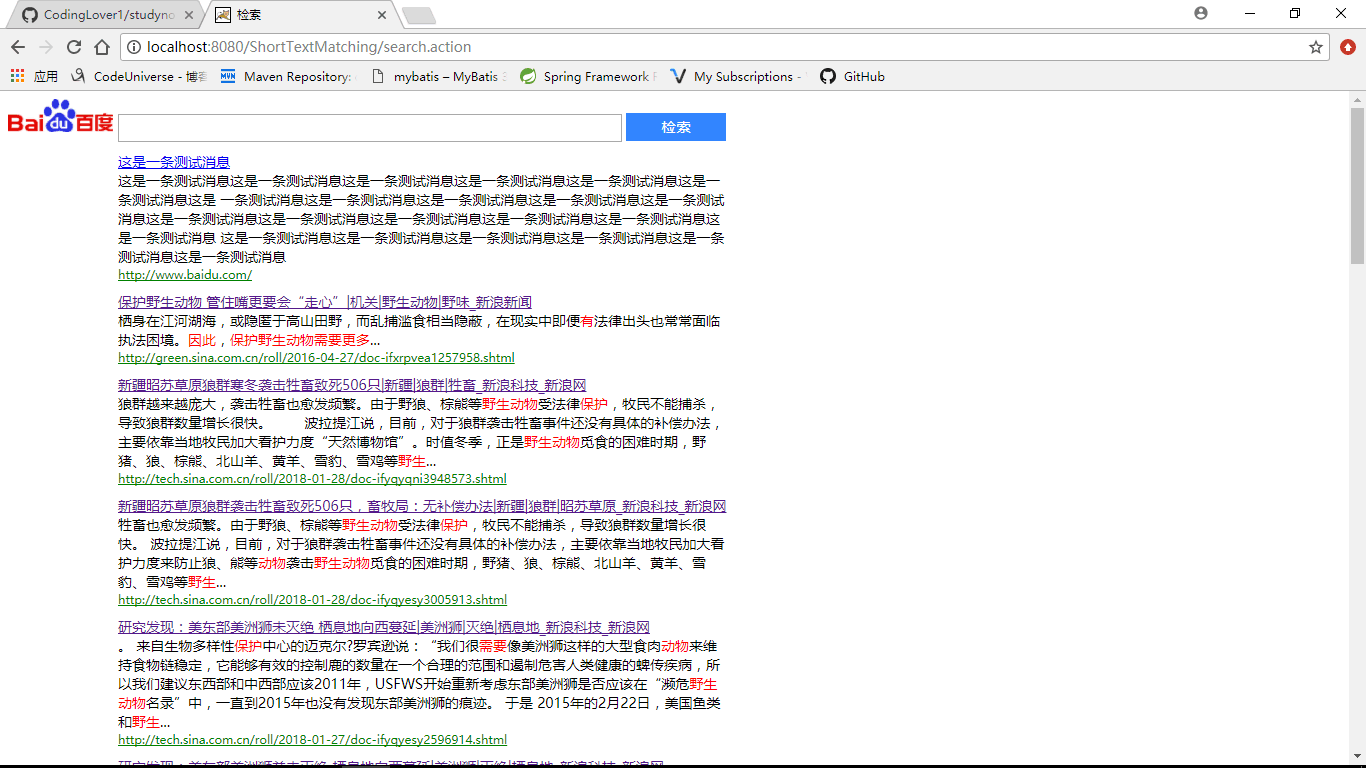 CodingLover1/studyno
检索
localhost:8080/ShortTextMatching/search.action
应用 CodeUniverse - 博客 Maven Repository: mybatis – MyBatis 3 Spring Framework My Subscriptions - GitHub
Bai du 百度 检索
这是一条测试消息
这是一条测试消息这是一条测试消息这是一条测试消息这是一条测试消息这是一条测试消息这是一
条测试消息这是 一条测试消息这是一条测试消息这是一条测试消息这是一条测试消息这是一条测试
消息这是一条测试消息这是一条测试消息这是一条测试消息这是一条测试消息这是一条测试消息这
是一条测试消息 这是一条测试消息这是一条测试消息这是一条测试消息这是一条测试消息这是一条
测试消息这是一条测试消息
http://www.baidu.com/
保护野生动物 管住嘴更要会“走心”|机关|野生动物|野味_新浪新闻
栖身在江河湖海，或隐匿于高山田野，而乱捕滥食相当隐蔽，在现实中即便有法律出头也常常面临
执法困境。因此，保护野生动物需要更多...
http://green.sina.com.cn/roll/2016-04-27/doc-ifxrpvea1257958.shtml
新疆昭苏草原狼群寒冬袭击牲畜致死506只|新疆|狼群|牲畜_新浪科技_新浪网
狼群越来越庞大，袭击牲畜也愈发频繁。由于野狼、棕熊等野生动物受法律保护，牧民不能捕杀，
导致狼群数量增长很快。 波拉提江说，目前，对于狼群袭击牲畜事件还没有具体的补偿办法，
主要依靠当地牧民加大看护力度“天然博物馆”。时值冬季，正是野生动物觅食的困难时期，野
猪、狼、棕熊、北山羊、黄羊、雪豹、雪鸡等野生...
http://tech.sina.com.cn/roll/2018-01-28/doc-ifyqyqni3948573.shtml
新疆昭苏草原狼群袭击牲畜致死506只，畜牧局：无补偿办法|新疆|狼群|昭苏草原_新浪科技_新浪网
牲畜也愈发频繁。由于野狼、棕熊等野生动物受法律保护，牧民不能捕杀，导致狼群数量增长很
快。 波拉提江说，目前，对于狼群袭击牲畜事件还没有具体的补偿办法，主要依靠当地牧民加大看
护力度来防止狼、熊等动物袭击野生动物觅食的困难时期，野猪、狼、棕熊、北山羊、黄羊、雪
豹、雪鸡等野生...
http://tech.sina.com.cn/roll/2018-01-28/doc-ifyqyesy3005913.shtml
研究发现：美东部美洲狮未灭绝 栖息地向西蔓延|美洲狮|灭绝|栖息地_新浪科技_新浪网
。 来自生物多样性保护中心的迈克尔?罗宾逊说：“我们很需要像美洲狮这样的大型食肉动物来维
持食物链稳定，它能够有效的控制鹿的数量在一个合理的范围和遏制危害人类健康的蜱传疾病，所
以我们建议东西部和中西部应该2011年，USFWS开始重新考虑东部美洲狮是否应该在“濒危野生
动物名录”中，一直到2015年也没有发现东部美洲狮的痕迹。 于是 2015年的2月22日，美国鱼类
和野生...
http://tech.sina.com.cn/roll/2018-01-27/doc-ifyqyesy2596914.shtml